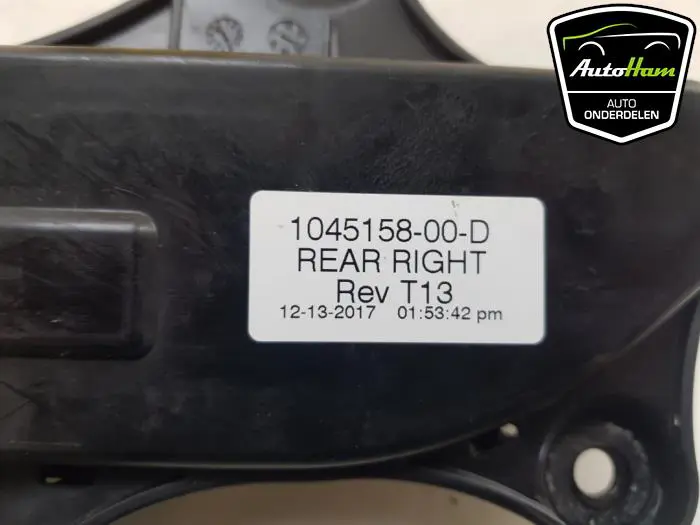 AutoHam
AUTO
ONDERDELEN
1045158-00-D
REAR RIGHT
Rev T13
12-13-2017 01:53:42 pm